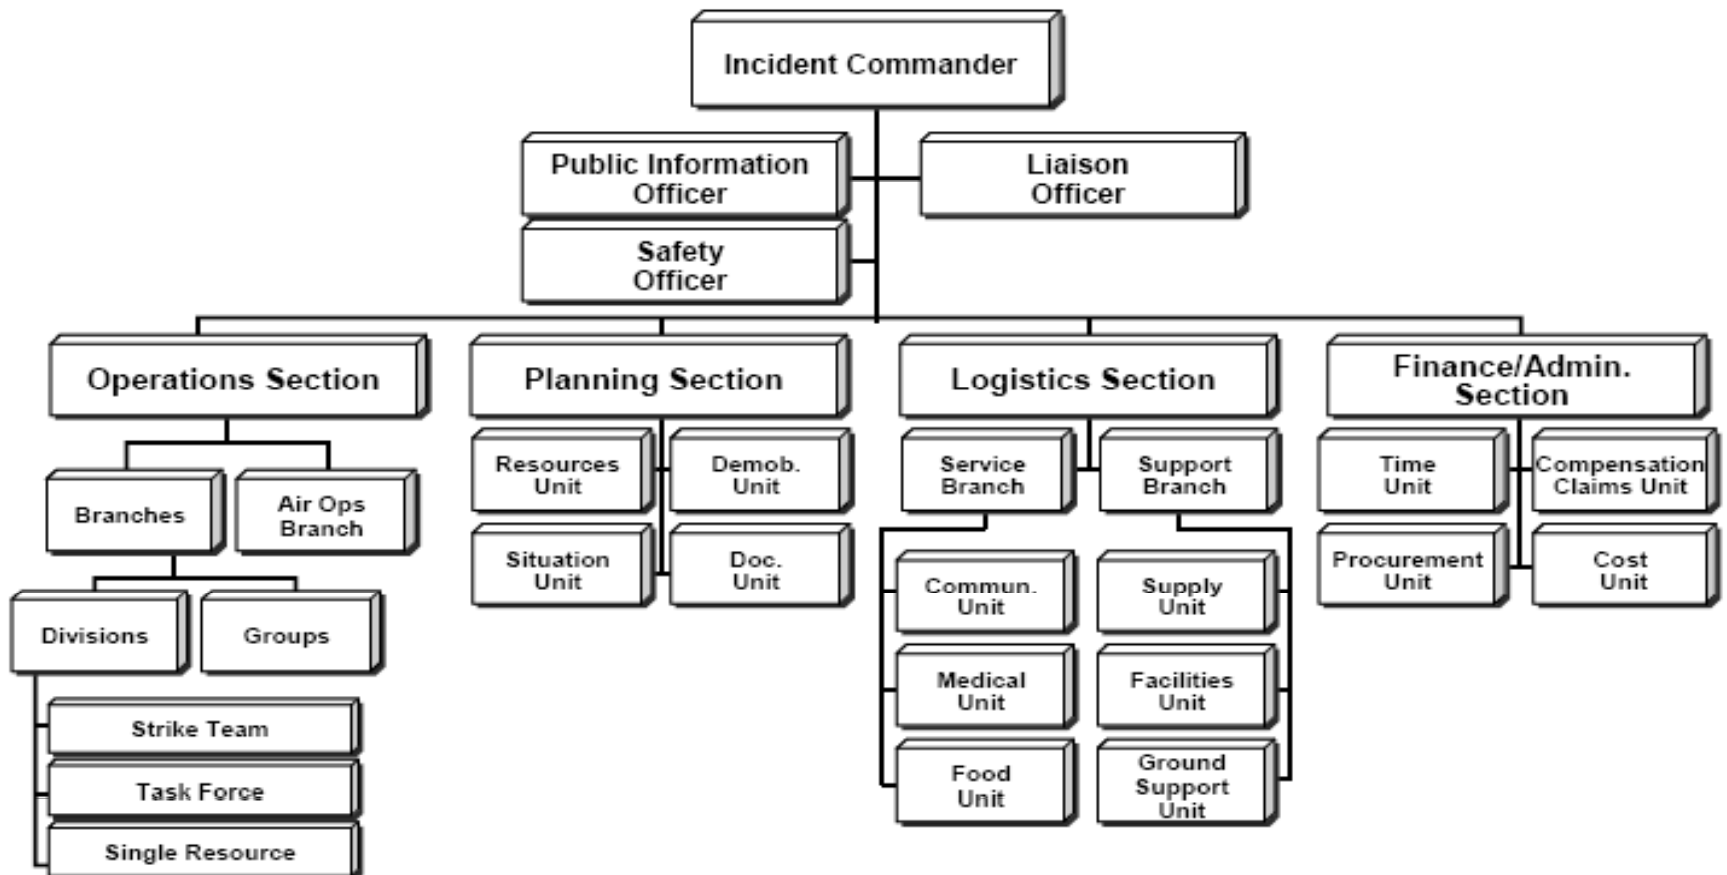 Incident Commander
Public Information
Officer
Liaison
Officer
Safety
Officer
Operations Section
Planning Section
Logistics Section
Finance/Admin.
Section
Branches
Air Ops
Branch
Divisions
Groups
Strike Team
Task Force
Single Resource
Resources
Unit
Demob.
Unit
Situation
Unit
Doc.
Unit
Service
Branch
Support
Branch
Commun.
Unit
Supply
Unit
Medical
Unit
Facilities
Unit
Food
Unit
Ground
Support
Unit
Time
Unit
Compensation
Claims Unit
Procurement
Unit
Cost
Unit